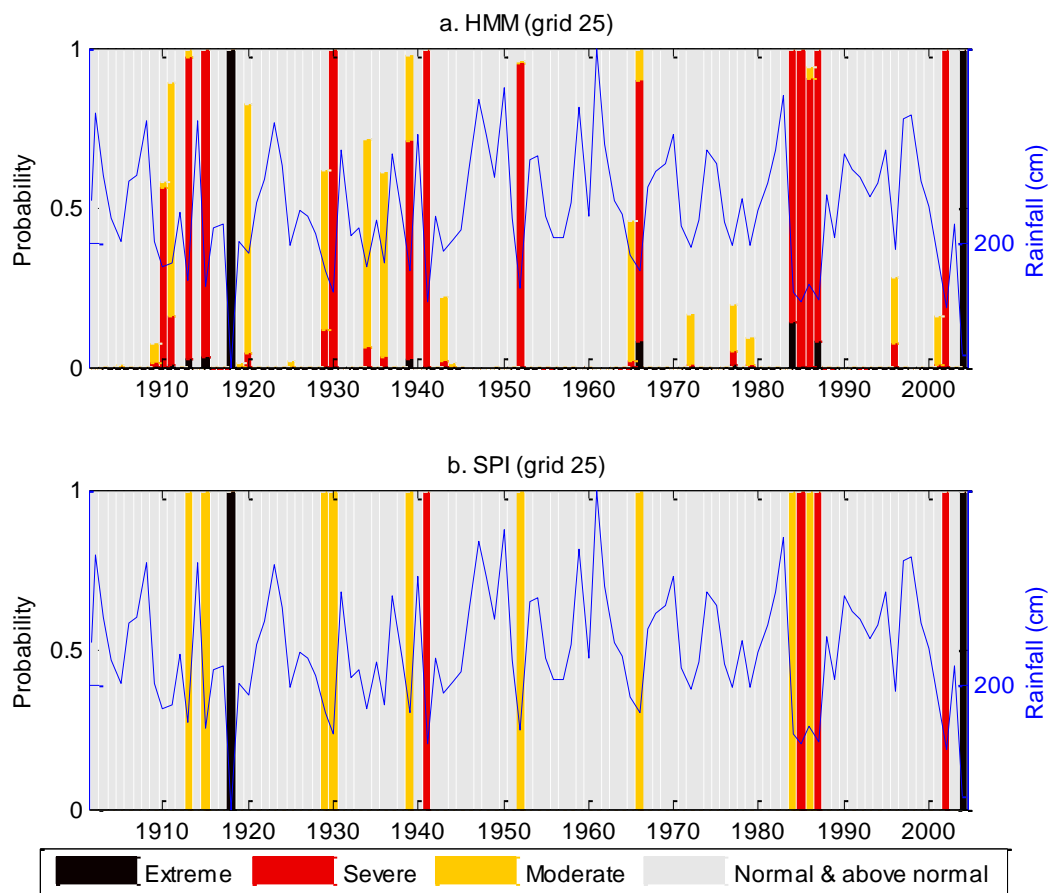 a. HMM (grid 25)
1
0.5
0
Probability
200
Rainfall (cm)
1910 1920 1930 1940 1950 1960 1970 1980 1990 2000
b. SPI (grid 25)
1
0.5
0
Probability
200
Rainfall (cm)
1910 1920 1930 1940 1950 1960 1970 1980 1990 2000
Extreme Severe Moderate Normal & above normal